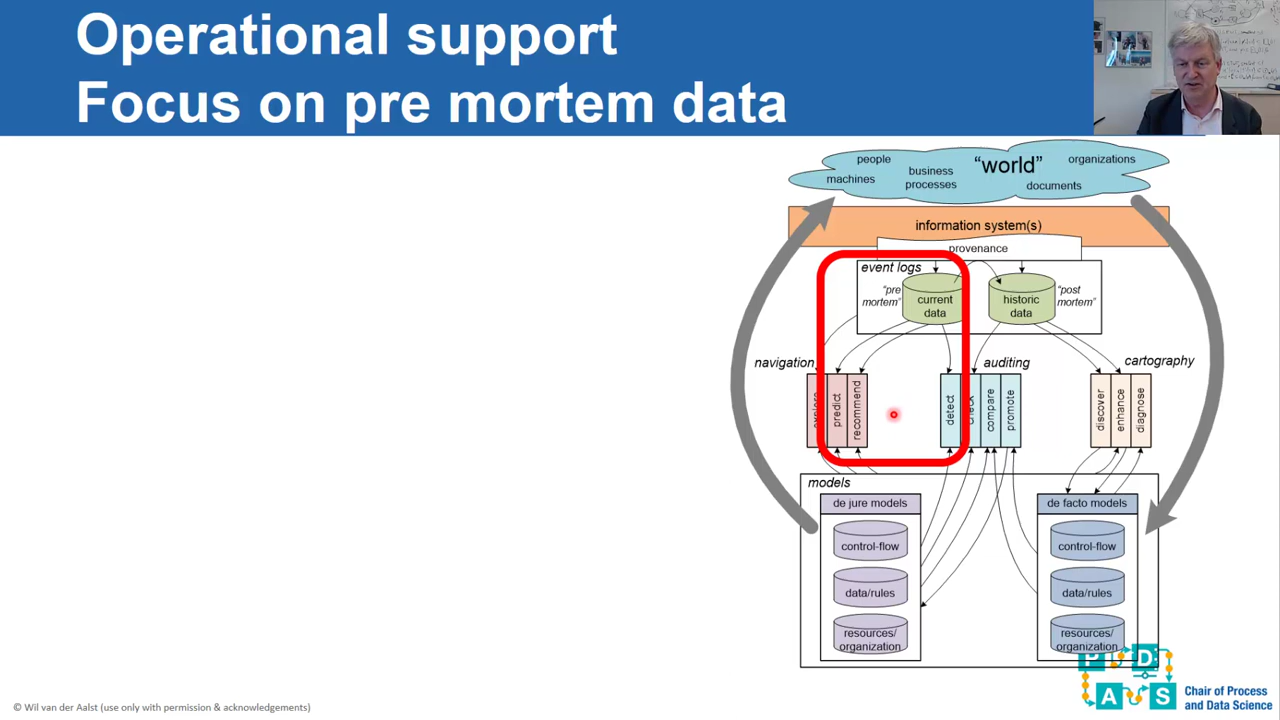 Operational support
Focus on pre mortem data
people
"world"
organizations
machines
business
processes
documents
information system(s)
provenance
event logs
"pre
mortem"
current
data
historic
data
"post
mortem"
navigation
auditing
cartography
explore
predict
recommend
detect
check
compare
promote
discover
enhance
diagnose
models
de jure models
de facto models
control-flow
control-flow
data/rules
data/rules
resources/
organization
resources/
organization
P D
A S
Chair of Process
and Data Science
© Wil van der Aalst (use only with permission & acknowledgements)